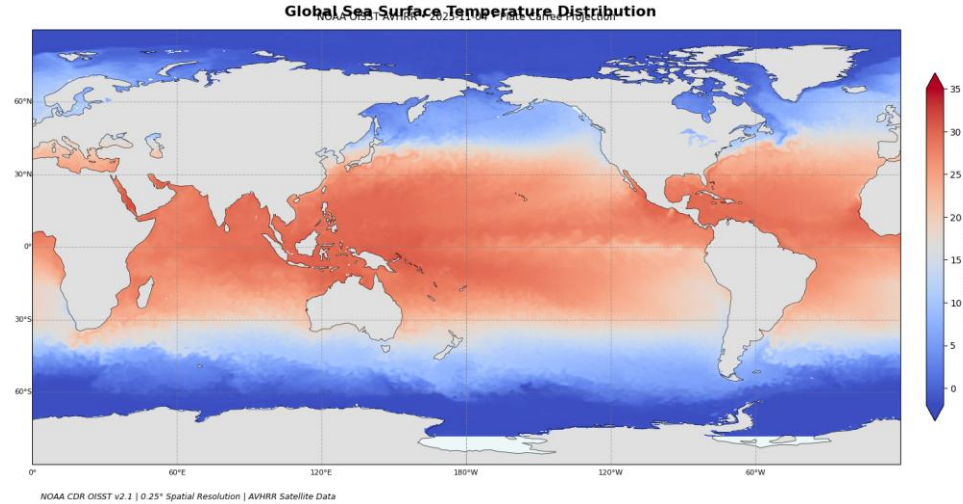 Global Sea Surface Temperature Distribution
NOAA OISST AVHRR • 2025-11-04 • Plate Carree Projection
60°N
30°N
0°
30°S
60°S
0°
60°E
120°E
180°W
120°W
60°W
35
30
25
20
15
10
5
0
NOAA CDR OISST v2.1 | 0.25° Spatial Resolution | AVHRR Satellite Data